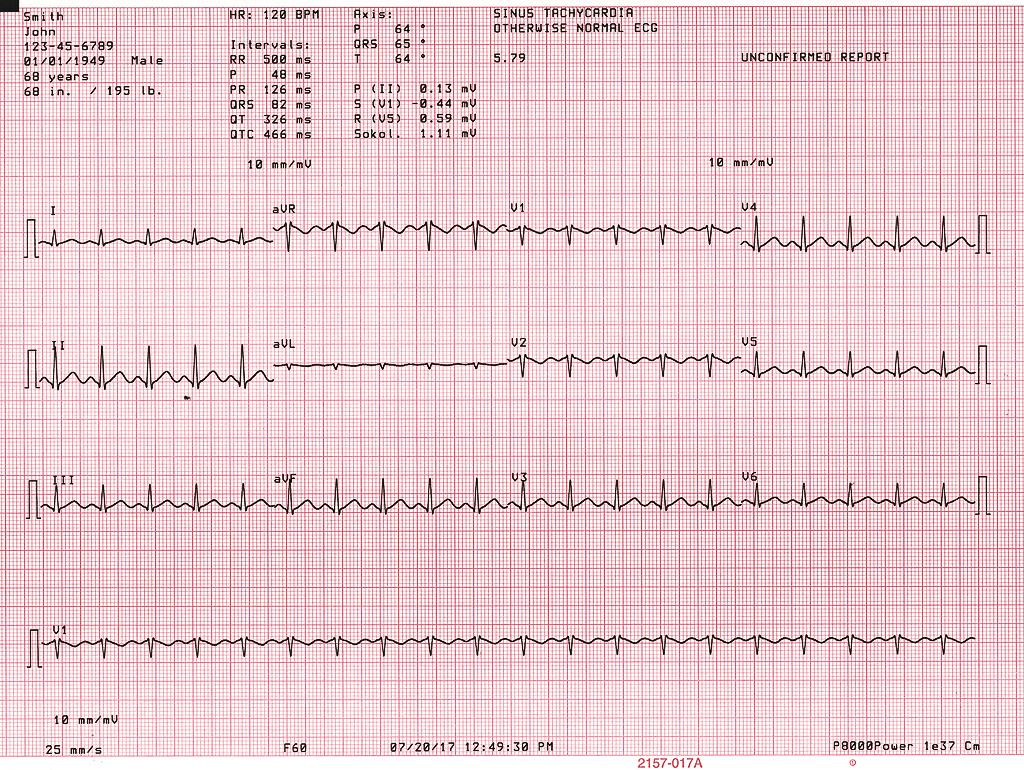 Smith
John
123-45-6789
01/01/1949 Male
68 years
68 in. / 195 lb.
HR: 120 BPM
Intervals:
RR 500 ms
P 48 ms
PR 126 ms
QRS 82 ms
QT 326 ms
QTC 466 ms
Axis:
P 64 °
QRS 65 °
T 64 °
P (II) 0.13 mV
S (V1) -0.44 mV
R (V5) 0.59 mV
Sokol. 1.11 mV
SINUS TACHYCARDIA
OTHERWISE NORMAL ECG
5.79
UNCONFIRMED REPORT
10 mm/mV
10 mm/mV
I
aVR
V1
V4
II
aVL
V2
V5
III
aVF
V3
V6
V1
10 mm/mV
25 mm/s
F60
07/20/17 12:49:30 PM
P8000Power 1e37 Cm
2157-017A